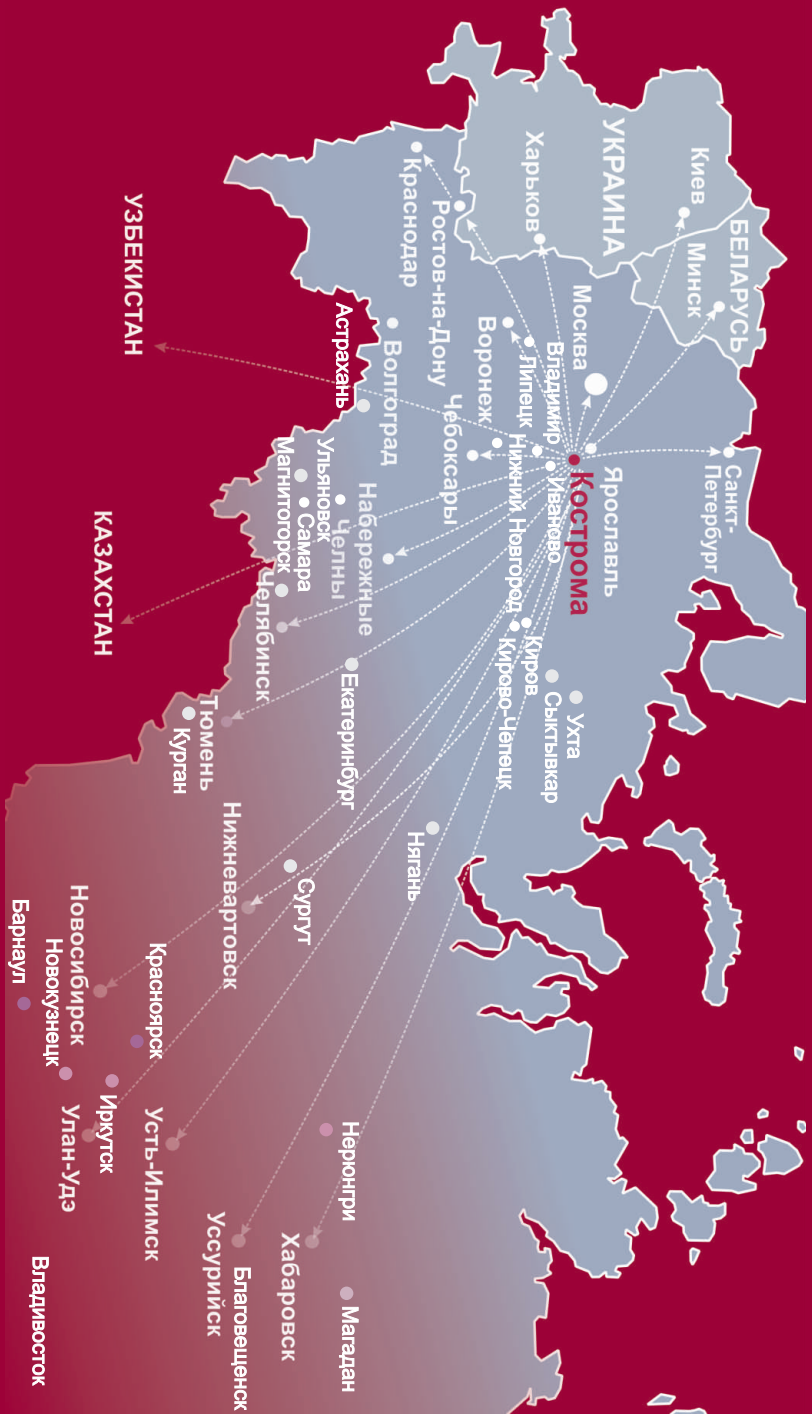 Санкт-
Петербург
БЕЛАРУСЬ
Минск
Киев
УКРАИНА
Харьков
Москва
Ярославль
Кострома
Владимир
Иваново
Липецк
Нижний Новгород
Воронеж
Чебоксары
Ростов-на-Дону
Краснодар
Волгоград
Астрахань
Ухта
Сыктывкар
Киров
Кирово-Чепецк
Набережные
Челны
Ульяновск
Самара
Магнитогорск
Челябинск
Екатеринбург
Тюмень
Курган
Нягань
Сургут
Нижневартовск
УЗБЕКИСТАН
КАЗАХСТАН
Новосибирск
Новокузнецк
Барнаул
Красноярск
Иркутск
Улан-Удэ
Усть-Илимск
Нерюнгри
Магадан
Хабаровск
Благовещенск
Уссурийск
Владивосток